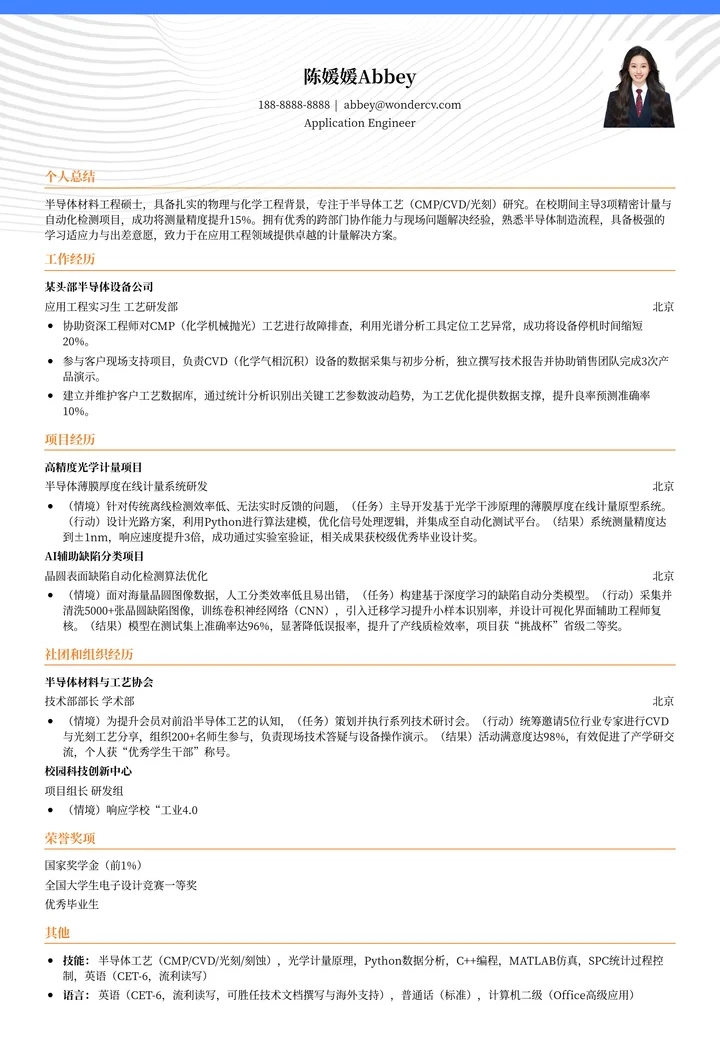 陈媛媛Abbey
188-8888-8888 | abbey@wondercv.com
Application Engineer
个人总结
半导体材料工程硕士，具备扎实的物理与化学工程背景，专注于半导体工艺（CMP/CVD/光刻）研究。在校期间主导3项精密计量与
自动化检测项目，成功将测量精度提升15%。拥有优秀的跨部门协作能力与现场问题解决经验，熟悉半导体制造流程，具备极强的
学习适应力与出差意愿，致力于在应用工程领域提供卓越的计量解决方案。
工作经历
某头部半导体设备公司
应用工程实习生 工艺研发部 北京
• 协助资深工程师对CMP（化学机械抛光）工艺进行故障排查，利用光谱分析工具定位工艺异常，成功将设备停机时间缩短
20%。
• 参与客户现场支持项目，负责CVD（化学气相沉积）设备的数据采集与初步分析，独立撰写技术报告并协助销售团队完成3次产
品演示。
• 建立并维护客户工艺数据库，通过统计分析识别出关键工艺参数波动趋势，为工艺优化提供数据支撑，提升良率预测准确率
10%。
项目经历
高精度光学计量项目
半导体薄膜厚度在线计量系统研发 北京
• （情境）针对传统离线检测效率低、无法实时反馈的问题，（任务）主导开发基于光学干涉原理的薄膜厚度在线计量原型系统。
（行动）设计光路方案，利用Python进行算法建模，优化信号处理逻辑，并集成至自动化测试平台。（结果）系统测量精度达
到±1nm，响应速度提升3倍，成功通过实验室验证，相关成果获校级优秀毕业设计奖。
AI辅助缺陷分类项目
晶圆表面缺陷自动化检测算法优化 北京
• （情境）面对海量晶圆图像数据，人工分类效率低且易出错，（任务）构建基于深度学习的缺陷自动分类模型。（行动）采集并
清洗5000+张晶圆缺陷图像，训练卷积神经网络（CNN），引入迁移学习提升小样本识别率，并设计可视化界面辅助工程师复
核。（结果）模型在测试集上准确率达96%，显著降低误报率，提升了产线质检效率，项目获“挑战杯”省级二等奖。
社团和组织经历
半导体材料与工艺协会
技术部部长 学术部 北京
• （情境）为提升会员对前沿半导体工艺的认知，（任务）策划并执行系列技术研讨会。（行动）统筹邀请5位行业专家进行CVD
与光刻工艺分享，组织200+名师生参与，负责现场技术答疑与设备操作演示。（结果）活动满意度达98%，有效促进了产学研交
流，个人获“优秀学生干部”称号。
校园科技创新中心
项目组长 研发组
• （情境）响应学校“工业4.0
荣誉奖项
国家奖学金（前1%）
全国大学生电子设计竞赛一等奖
优秀毕业生
其他
• 技能： 半导体工艺（CMP/CVD/光刻/刻蚀），光学计量原理，Python数据分析，C++编程，MATLAB仿真，SPC统计过程控
制，英语（CET-6，流利读写）
• 语言： 英语（CET-6，流利读写，可胜任技术文档撰写与海外支持），普通话（标准），计算机二级（Office高级应用）